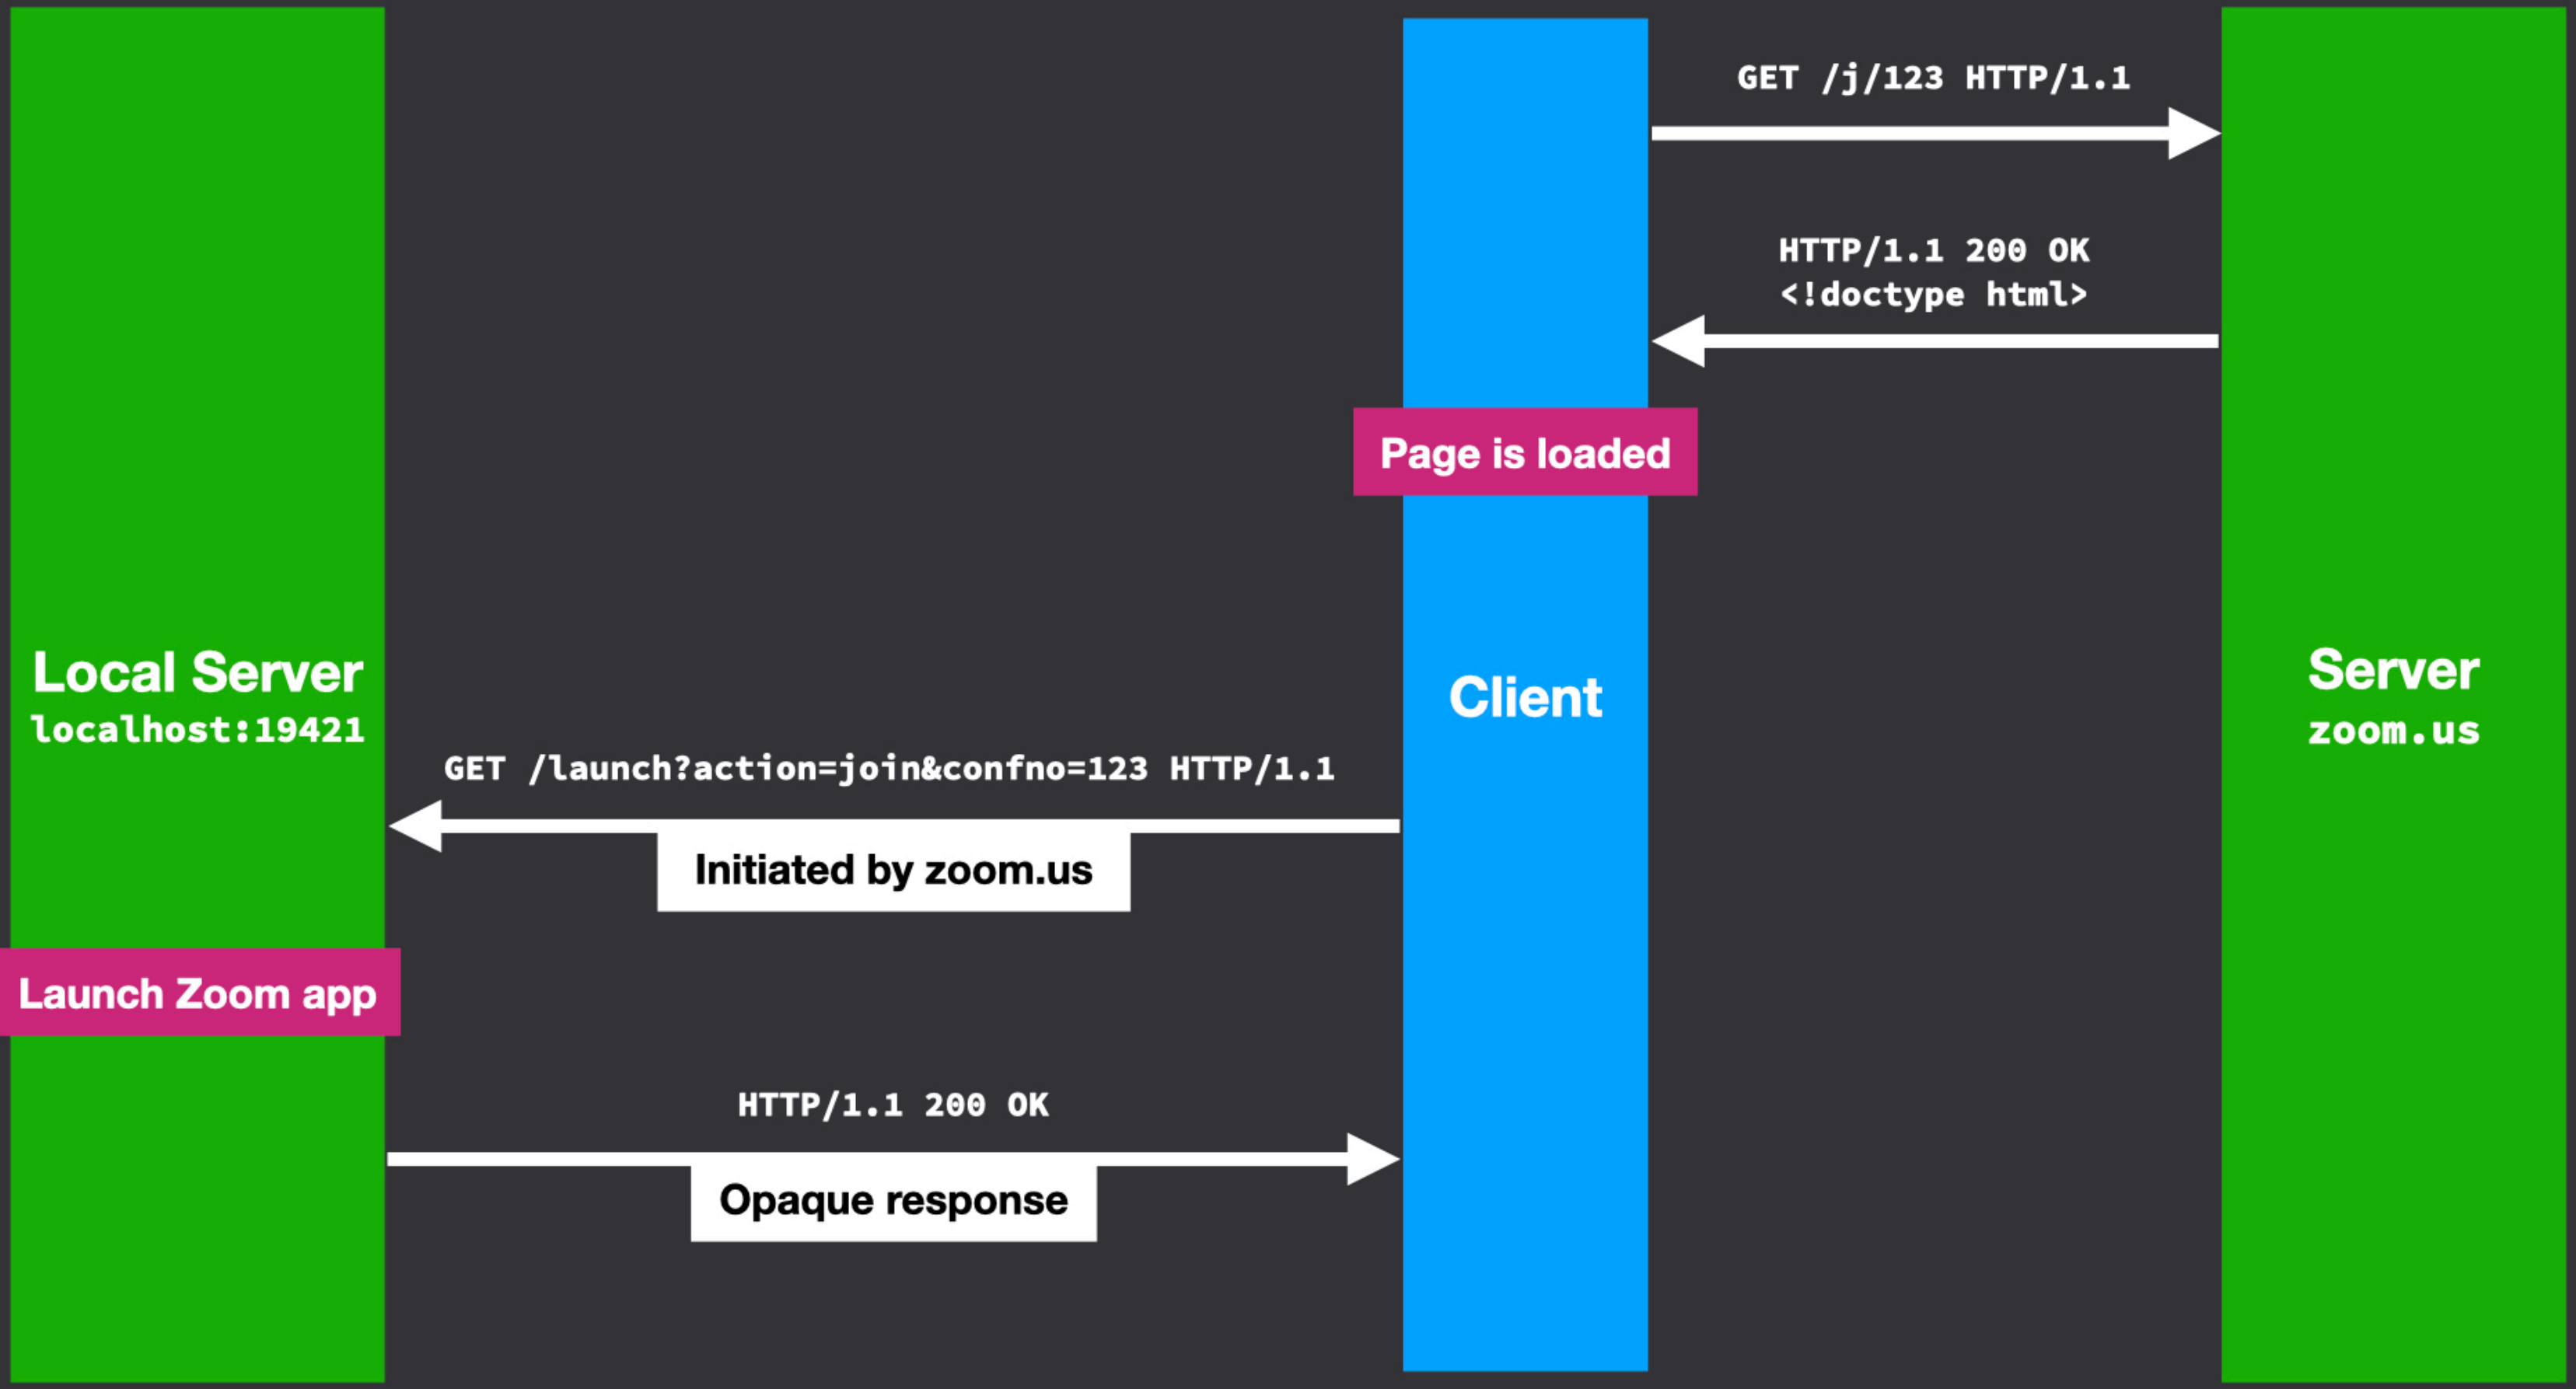 GET /j/123 HTTP/1.1
HTTP/1.1 200 OK
<!doctype html>
Page is loaded
Local Server
localhost:19421
Client
Server
zoom.us
GET /launch?action=join&confno=123 HTTP/1.1
Initiated by zoom.us
Launch Zoom app
HTTP/1.1 200 OK
Opaque response